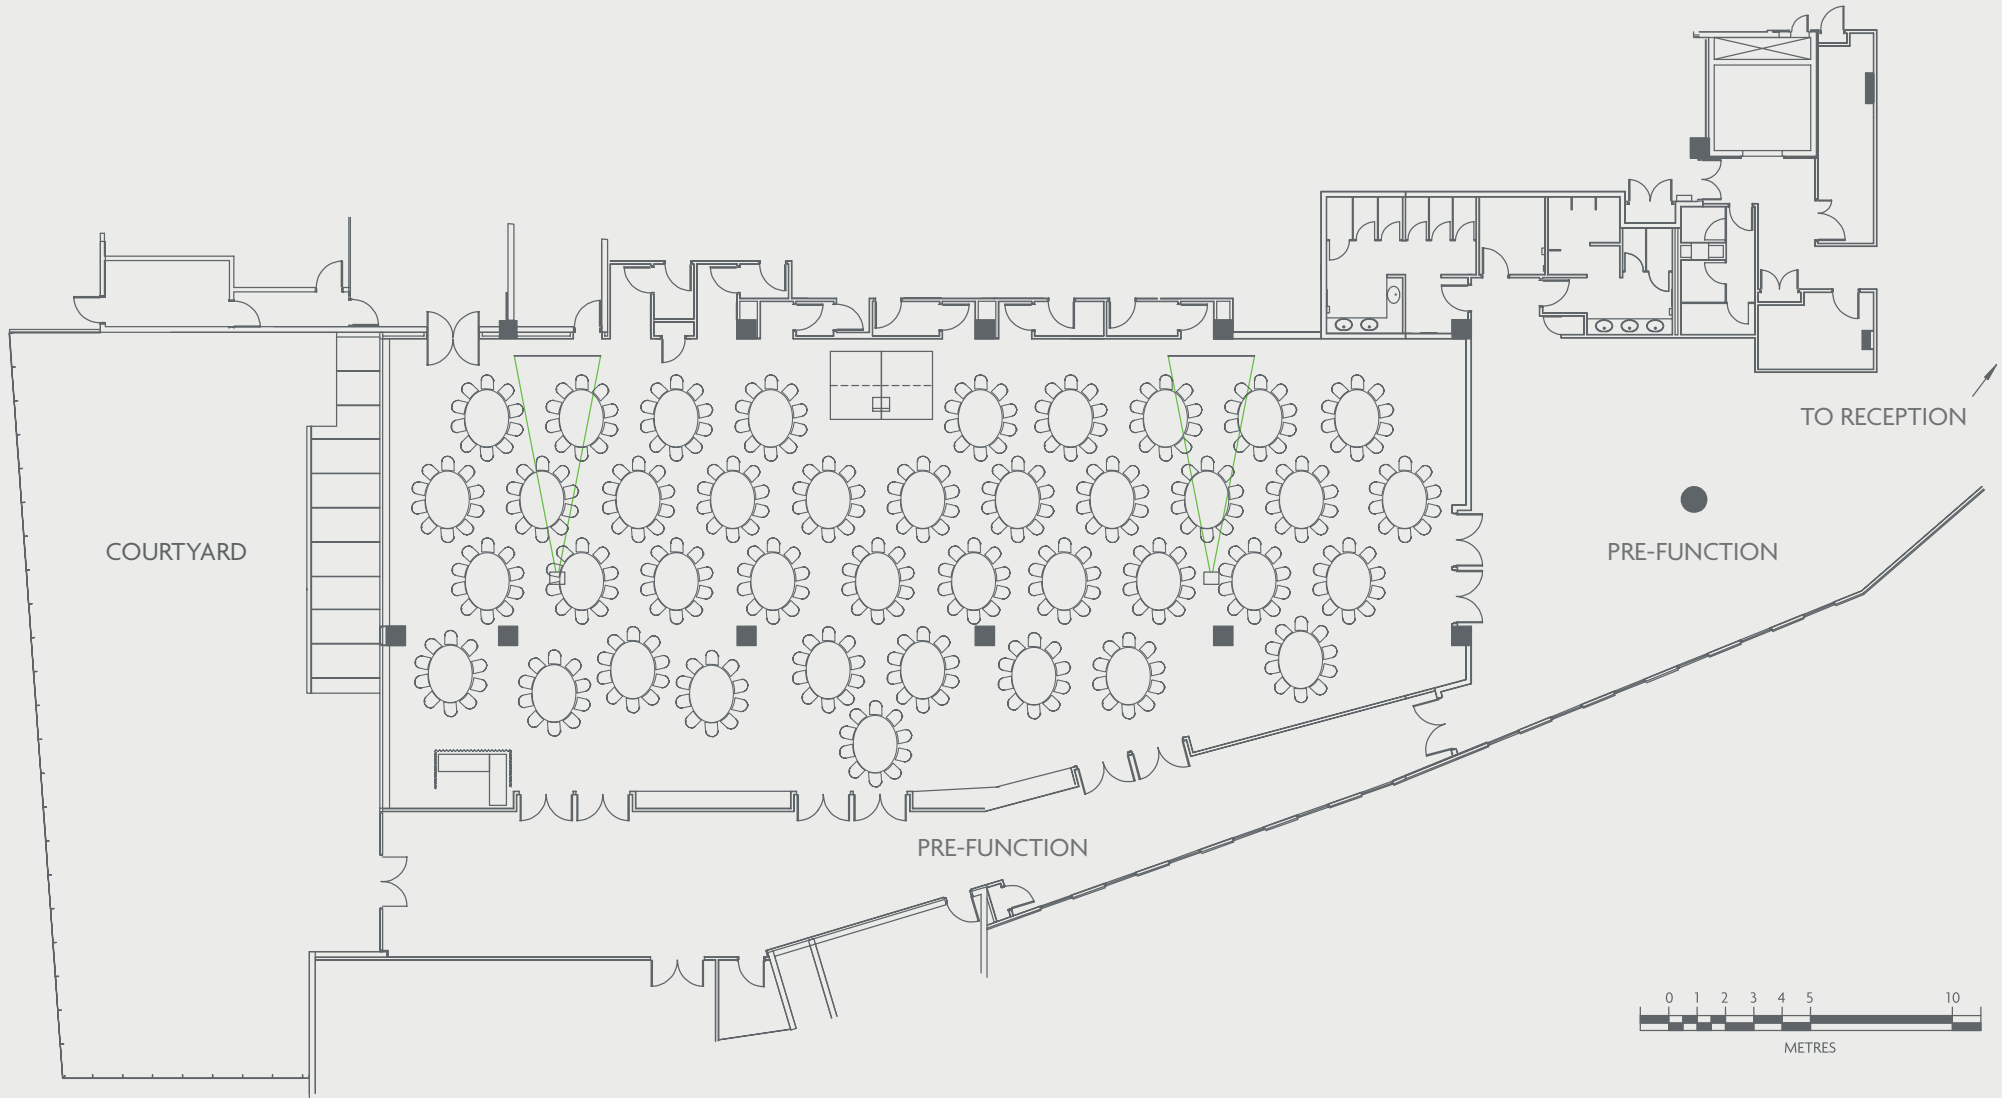 TO RECEPTION
COURTYARD
PRE-FUNCTION
PRE-FUNCTION
0 1 2 3 4 5 10
METRES